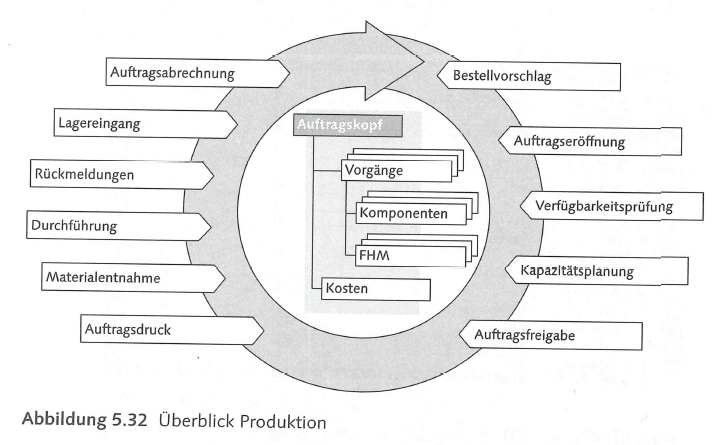 Auftragsabrechnung
Bestellvorschlag
Lagereingang
Auftragskopf
Auftragseröffnung
Vorgänge
Rückmeldungen
Komponenten
Verfügbarkeitsprüfung
Durchführung
FHM
Materialentnahme
Kosten
Kapazitätsplanung
Auftragsdruck
Auftragsfreigabe
Abbildung 5.32 Überblick Produktion